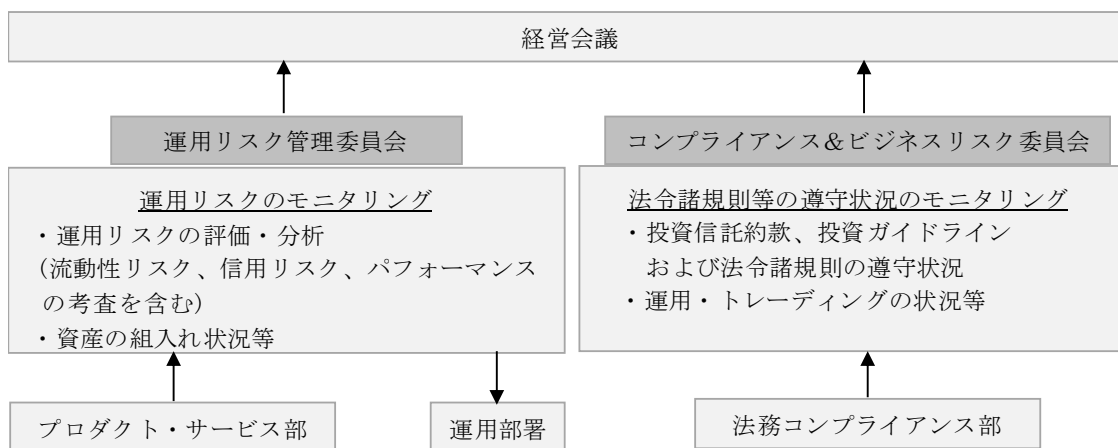 経営会議
運用リスク管理委員会
運用リスクのモニタリング
・運用リスクの評価・分析
(流動性リスク、信用リスク、パフォーマンス
の考査を含む)
・資産の組入れ状況等
プロダクト・サービス部
運用部署
コンプライアンス&ビジネスリスク委員会
法令諸規則等の遵守状況のモニタリング
・投資信託約款、投資ガイドライン
および法令諸規則の遵守状況
・運用・トレーディングの状況等
法務コンプライアンス部